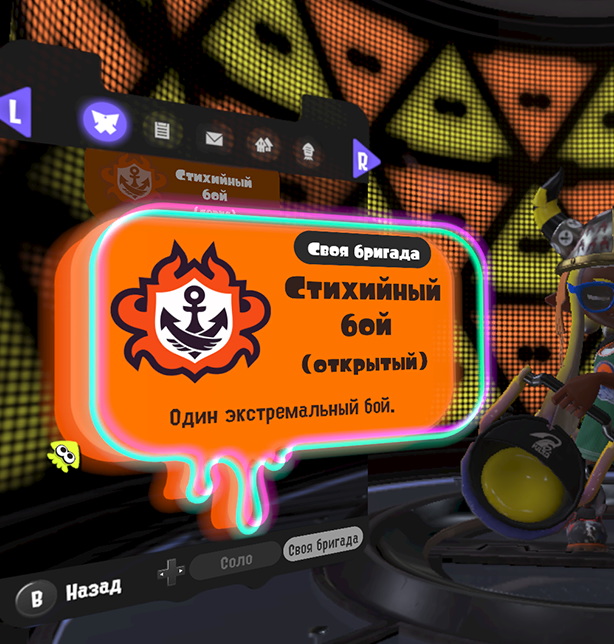 L
R
Стихийный
бой
Своя бригада
Стихийный
бой
(открытый)
Один экстремальный бой.
B Назад
Соло
Своя бригада